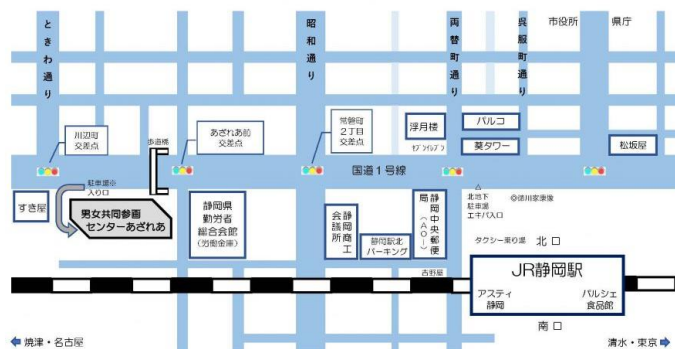 ときわ通り
昭和通り
両替町通り
呉服町通り
市役所
県庁
川辺町
交差点
歩道橋
あざれあ前
交差点
常磐町
2丁目
交差点
浮月楼
セブンイレブン
パルコ
葵タワー
松坂屋
国道1号線
すき屋
駐車場※
入り口
男女共同参画
センターあざれあ
静岡県
勤労者
総合会館
(労働金庫)
静岡商工
会議所
静岡駅北
パーキング
静岡中央郵便
局(AOI)
吉野屋
△
北地下
駐車場
エキパ入口
◎徳川家康像
タクシー乗り場
北口
JR静岡駅
アスティ
静岡
パルシェ
食品館
南口
焼津・名古屋
清水・東京